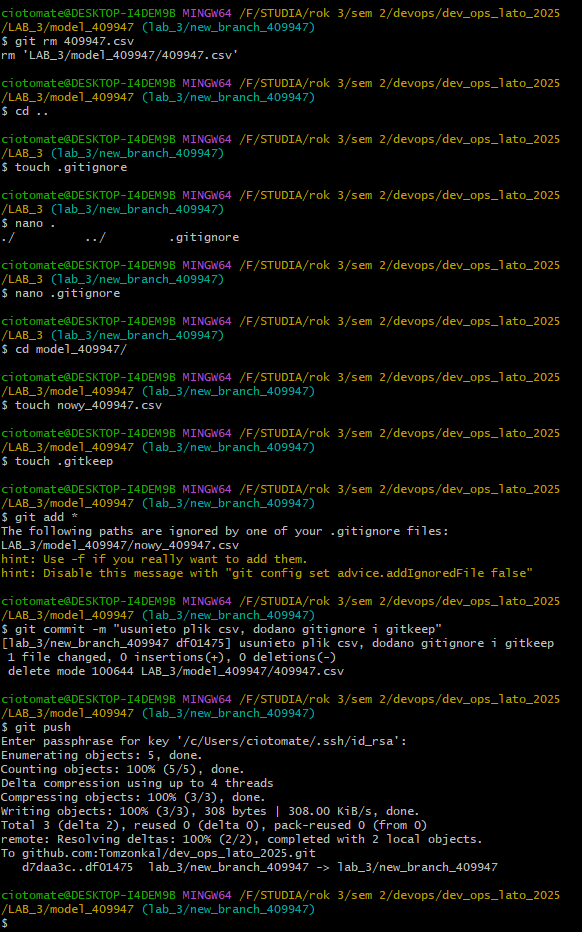 ciotomate@DESKTOP-I4DEM9B MINGW64 /F/STUDIA/rok 3/sem 2/devops/dev_ops_lato_2025
/LAB_3/model_409947 (lab_3/new_branch_409947)
$ git rm 409947.csv
rm 'LAB_3/model_409947/409947.csv'
ciotomate@DESKTOP-I4DEM9B MINGW64 /F/STUDIA/rok 3/sem 2/devops/dev_ops_lato_2025
/LAB_3/model_409947 (lab_3/new_branch_409947)
$ cd ..
ciotomate@DESKTOP-I4DEM9B MINGW64 /F/STUDIA/rok 3/sem 2/devops/dev_ops_lato_2025
/LAB_3 (lab_3/new_branch_409947)
$ touch .gitignore
ciotomate@DESKTOP-I4DEM9B MINGW64 /F/STUDIA/rok 3/sem 2/devops/dev_ops_lato_2025
/LAB_3 (lab_3/new_branch_409947)
$ nano .
./          ../         .gitignore
ciotomate@DESKTOP-I4DEM9B MINGW64 /F/STUDIA/rok 3/sem 2/devops/dev_ops_lato_2025
/LAB_3 (lab_3/new_branch_409947)
$ nano .gitignore
ciotomate@DESKTOP-I4DEM9B MINGW64 /F/STUDIA/rok 3/sem 2/devops/dev_ops_lato_2025
/LAB_3 (lab_3/new_branch_409947)
$ cd model_409947/
ciotomate@DESKTOP-I4DEM9B MINGW64 /F/STUDIA/rok 3/sem 2/devops/dev_ops_lato_2025
/LAB_3/model_409947 (lab_3/new_branch_409947)
$ touch nowy_409947.csv
ciotomate@DESKTOP-I4DEM9B MINGW64 /F/STUDIA/rok 3/sem 2/devops/dev_ops_lato_2025
/LAB_3/model_409947 (lab_3/new_branch_409947)
$ touch .gitkeep
ciotomate@DESKTOP-I4DEM9B MINGW64 /F/STUDIA/rok 3/sem 2/devops/dev_ops_lato_2025
/LAB_3/model_409947 (lab_3/new_branch_409947)
$ git add *
The following paths are ignored by one of your .gitignore files:
LAB_3/model_409947/nowy_409947.csv
hint: Use -f if you really want to add them.
hint: Disable this message with "git config set advice.addIgnoredFile false"
ciotomate@DESKTOP-I4DEM9B MINGW64 /F/STUDIA/rok 3/sem 2/devops/dev_ops_lato_2025
/LAB_3/model_409947 (lab_3/new_branch_409947)
$ git commit -m "usunieto plik csv, dodano gitignore i gitkeep"
[lab_3/new_branch_409947 df01475] usunieto plik csv, dodano gitignore i gitkeep
 1 file changed, 0 insertions(+), 0 deletions(-)
 delete mode 100644 LAB_3/model_409947/409947.csv
ciotomate@DESKTOP-I4DEM9B MINGW64 /F/STUDIA/rok 3/sem 2/devops/dev_ops_lato_2025
/LAB_3/model_409947 (lab_3/new_branch_409947)
$ git push
Enter passphrase for key '/c/Users/ciotomate/.ssh/id_rsa':
Enumerating objects: 5, done.
Counting objects: 100% (5/5), done.
Delta compression using up to 4 threads
Compressing objects: 100% (3/3), done.
Writing objects: 100% (3/3), 308 bytes | 308.00 KiB/s, done.
Total 3 (delta 2), reused 0 (delta 0), pack-reused 0 (from 0)
remote: Resolving deltas: 100% (2/2), completed with 2 local objects.
To github.com:Tomzonkal/dev_ops_lato_2025.git
   d7daa3c..df01475  lab_3/new_branch_409947 -> lab_3/new_branch_409947
ciotomate@DESKTOP-I4DEM9B MINGW64 /F/STUDIA/rok 3/sem 2/devops/dev_ops_lato_2025
/LAB_3/model_409947 (lab_3/new_branch_409947)
$